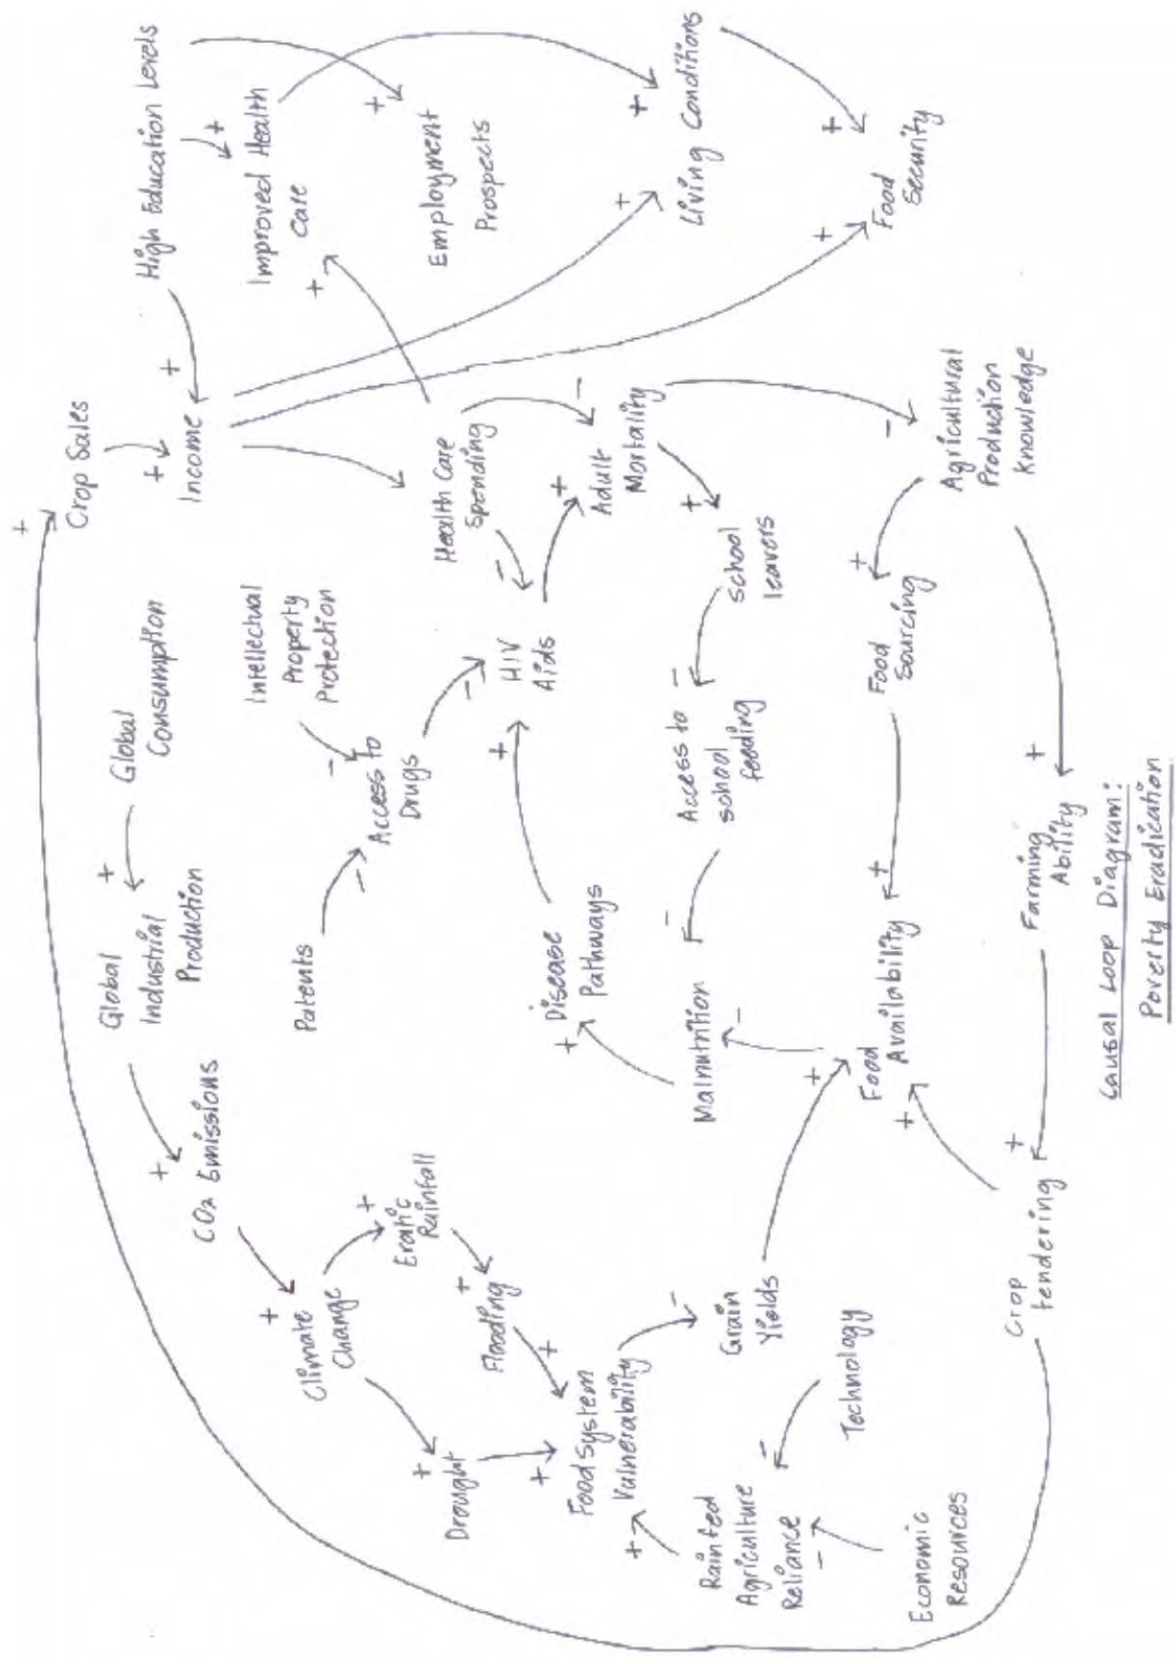 Crop Sales
Global
Industrial
Production
Global
Consumption
High Education Levels
CO₂ Emissions
Income
Improved Health
Care
Intellectual
Property
Protection
Patents
Climate
Change
Eratic
Rainfall
Access to
Drugs
Employment
Prospects
Health Care
Spending
Drought
Flooding
HIV
Aids
Disease
Pathways
Food System
Vulnerability
Adult
Mortality
Living Conditions
Malnutrition
Access to
school
feeding
school
leavers
Rainfed
Agriculture
Reliance
Grain
Yields
Technology
Food
Availability
Food
Sourcing
Food
Security
Economic
Resources
Agricultural
Production
Knowledge
Crop
tendering
Farming
Ability
Causal Loop Diagram:
Poverty Eradication